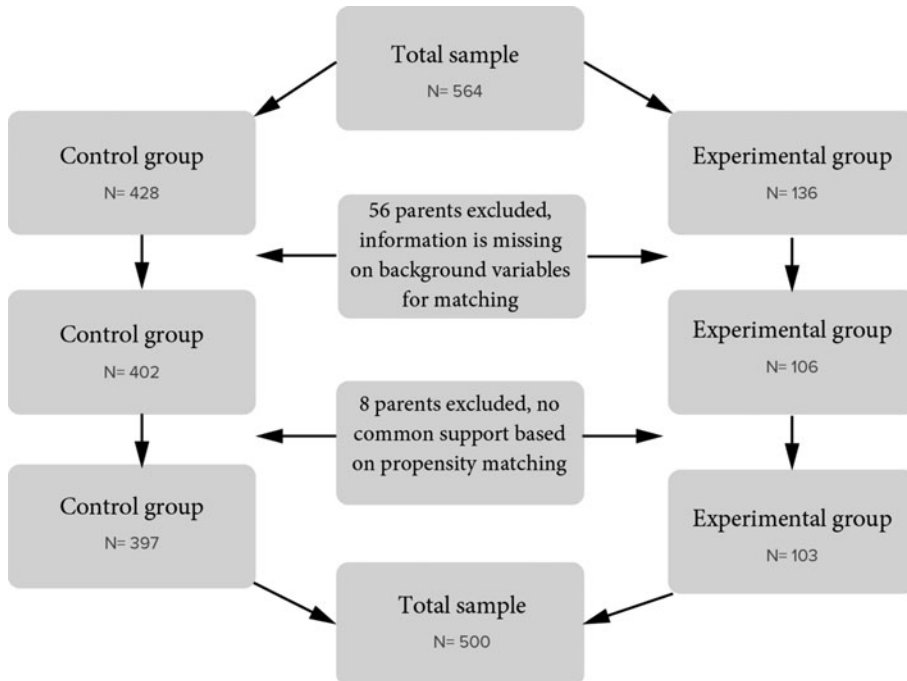 Total sample
N= 564
Control group
N= 428
Experimental group
N= 136
56 parents excluded,
information is missing
on background variables
for matching
Control group
N= 402
Experimental group
N= 106
8 parents excluded, no
common support based
on propensity matching
Control group
N= 397
Experimental group
N= 103
Total sample
N= 500